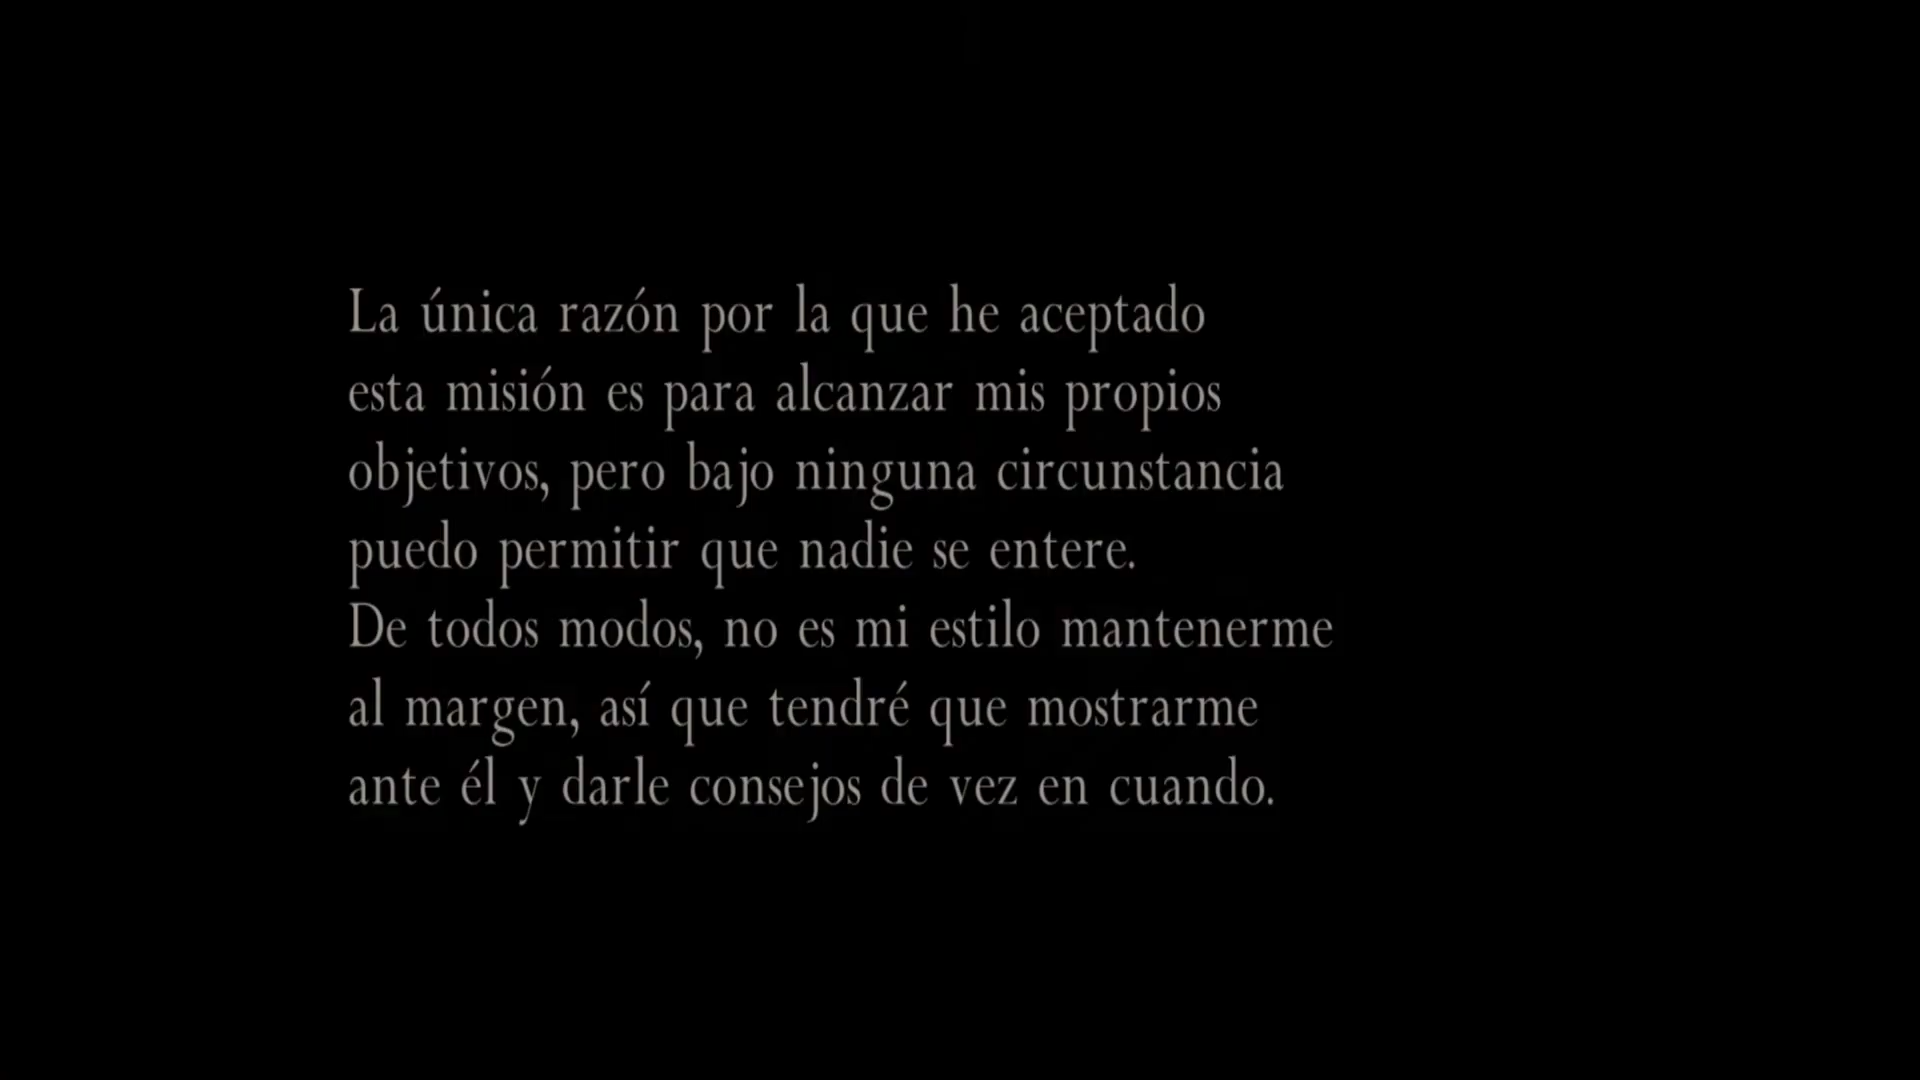 La única razón por la que he aceptado
esta misión es para alcanzar mis propios
objetivos, pero bajo ninguna circunstancia
puedo permitir que nadie se entere.
De todos modos, no es mi estilo mantenerme
al margen, así que tendré que mostrarme
ante él y darle consejos de vez en cuando.